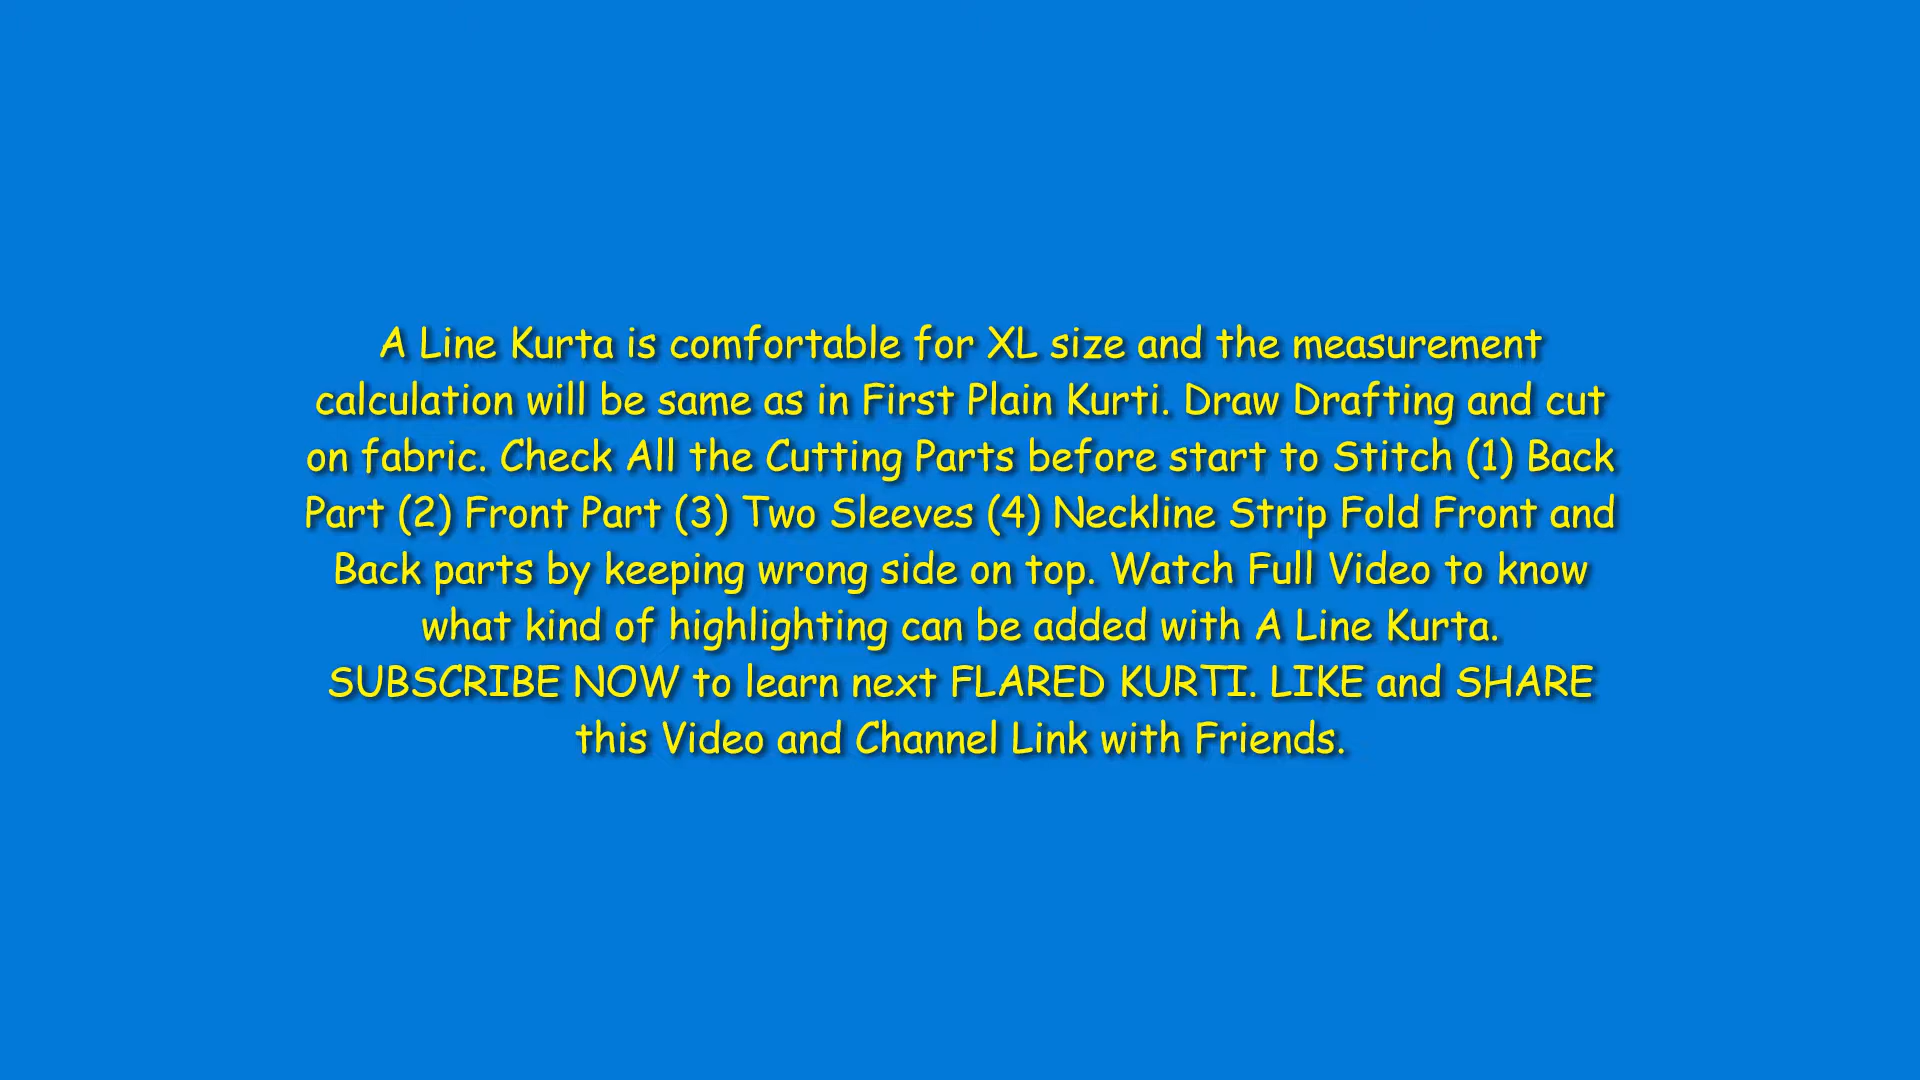 A Line Kurta is comfortable for XL size and the measurement
calculation will be same as in First Plain Kurti. Draw Drafting and cut
on fabric. Check All the Cutting Parts before start to Stitch (1) Back
Part (2) Front Part (3) Two Sleeves (4) Neckline Strip Fold Front and
Back parts by keeping wrong side on top. Watch Full Video to know
what kind of highlighting can be added with A Line Kurta.
SUBSCRIBE NOW to learn next FLARED KURTI. LIKE and SHARE
this Video and Channel Link with Friends.